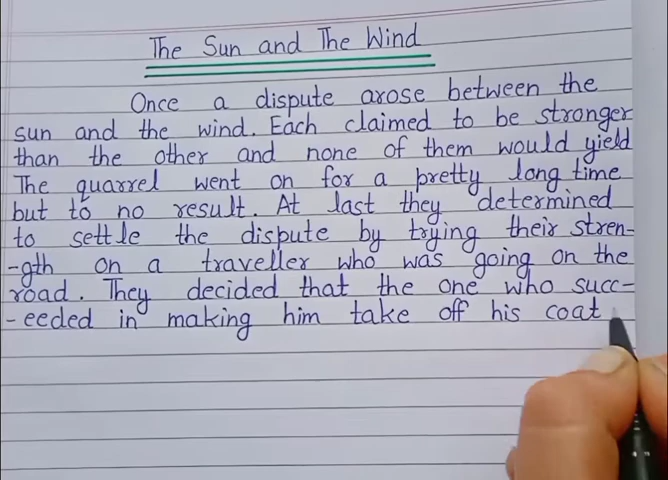 The Sun and The Wind
Once a dispute arose between the
sun and the wind. Each claimed to be stronger
than the other and none of them would yield
The quarrel went on for a pretty long time
but to no result. At last they determined
to settle the dispute by trying their stren-
-gth on a traveller who was going on the
road. They decided that the one who succ-
-eeded in making him take off his coat